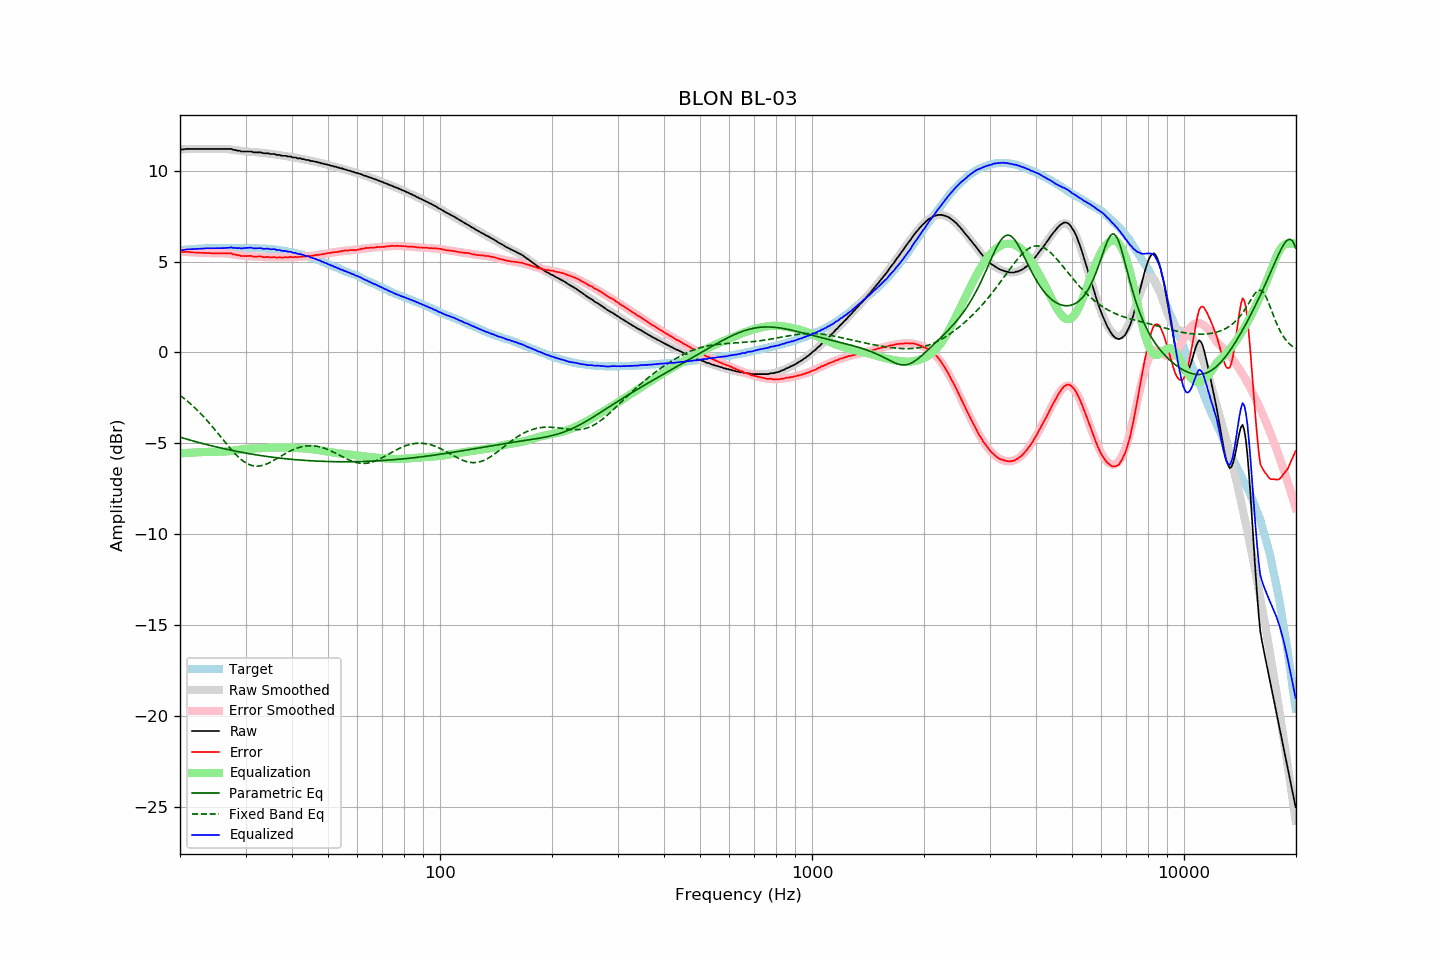 BLON BL-03
Amplitude (dBr)
10
5
0
−5
−10
−15
−20
−25
Target
Raw Smoothed
Error Smoothed
Raw
Error
Equalization
Parametric Eq
Fixed Band Eq
Equalized
100 1000 10000
Frequency (Hz)